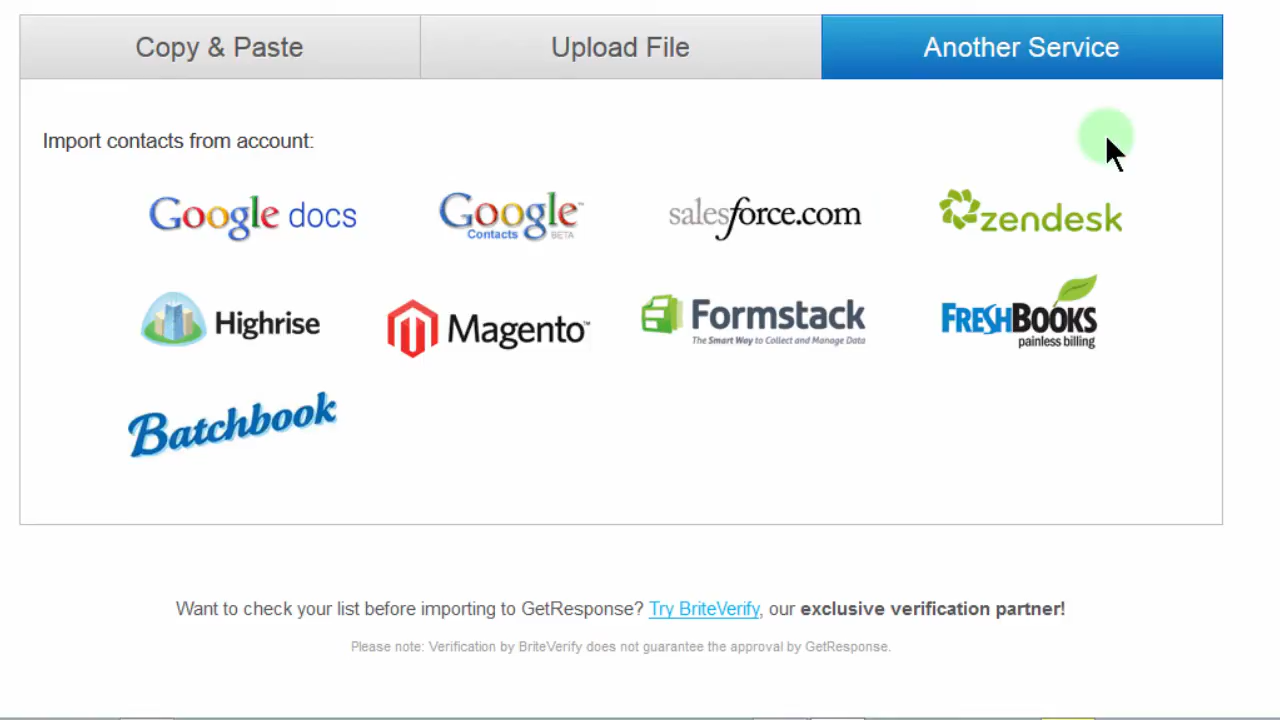 Copy & Paste
Upload File
Another Service
Import contacts from account:
Google docs
Google™
Contacts BETA
salesforce.com
zendesk
Highrise
Magento™
Formstack
The Smart Way to Collect and Manage Data
FRESHBOOKS
painless billing
Batchbook
Want to check your list before importing to GetResponse? Try BriteVerify, our exclusive verification partner!
Please note: Verification by BriteVerify does not guarantee the approval by GetResponse.